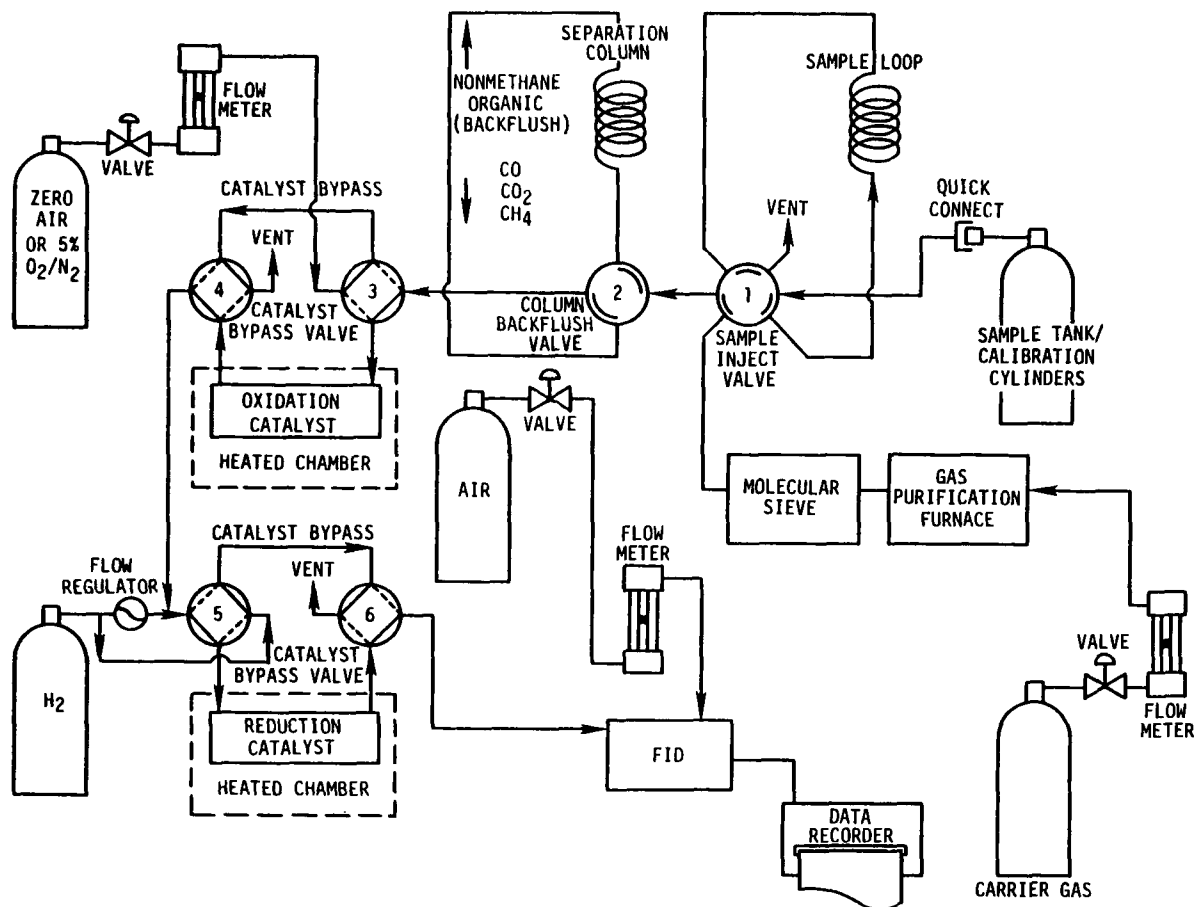 SEPARATION
COLUMN
SAMPLE LOOP
NONMETHANE
ORGANIC
(BACKFLUSH)
FLOW
METER
VALVE
CO
CO2
CH4
QUICK
CONNECT
ZERO
AIR
OR 5%
O2/N2
CATALYST BYPASS
VENT
VENT
4
3
2
1
CATALYST
BYPASS VALVE
COLUMN
BACKFLUSH
VALVE
SAMPLE
INJECT
VALVE
SAMPLE TANK/
CALIBRATION
CYLINDERS
OXIDATION
CATALYST
HEATED CHAMBER
VALVE
AIR
MOLECULAR
SIEVE
GAS
PURIFICATION
FURNACE
CATALYST BYPASS
FLOW
METER
FLOW
REGULATOR
VENT
5
6
CATALYST
BYPASS VALVE
H2
VALVE
FLOW
METER
REDUCTION
CATALYST
HEATED CHAMBER
FID
DATA
RECORDER
CARRIER GAS